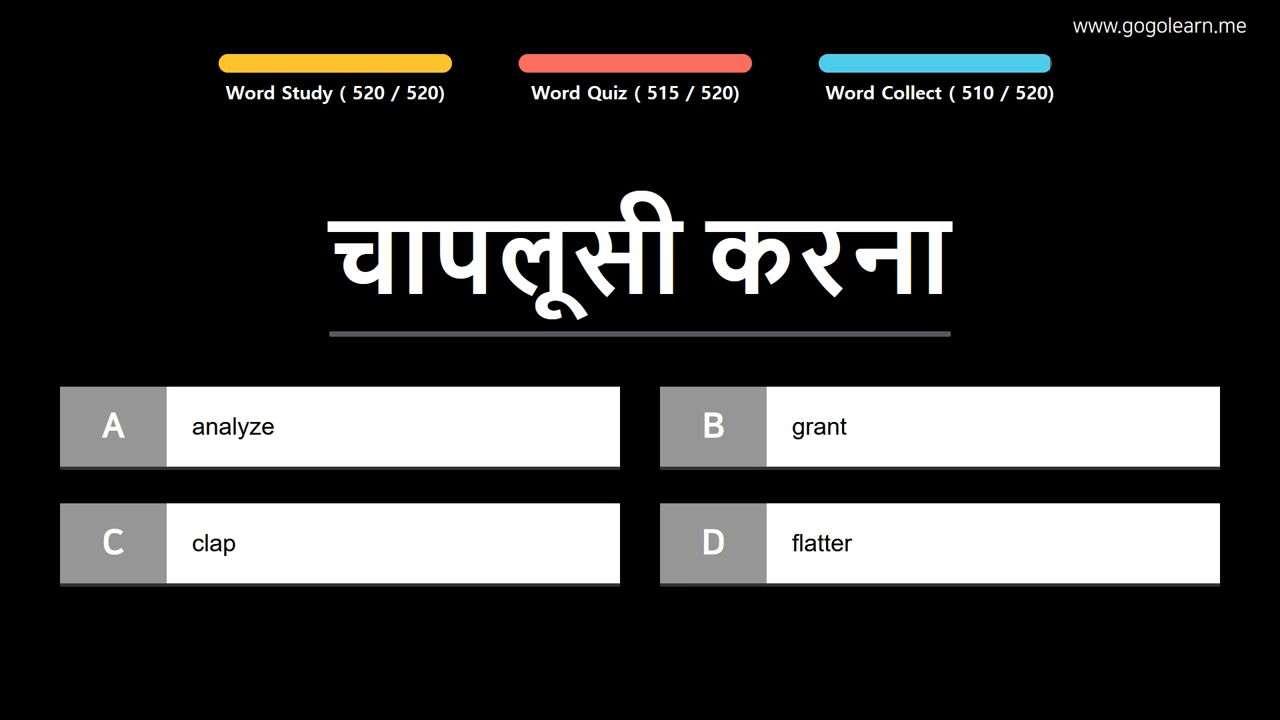 www.gogolearn.me
Word Study ( 520 / 520)
Word Quiz ( 515 / 520)
Word Collect ( 510 / 520)
चापलूसी करना
A analyze
B grant
C clap
D flatter